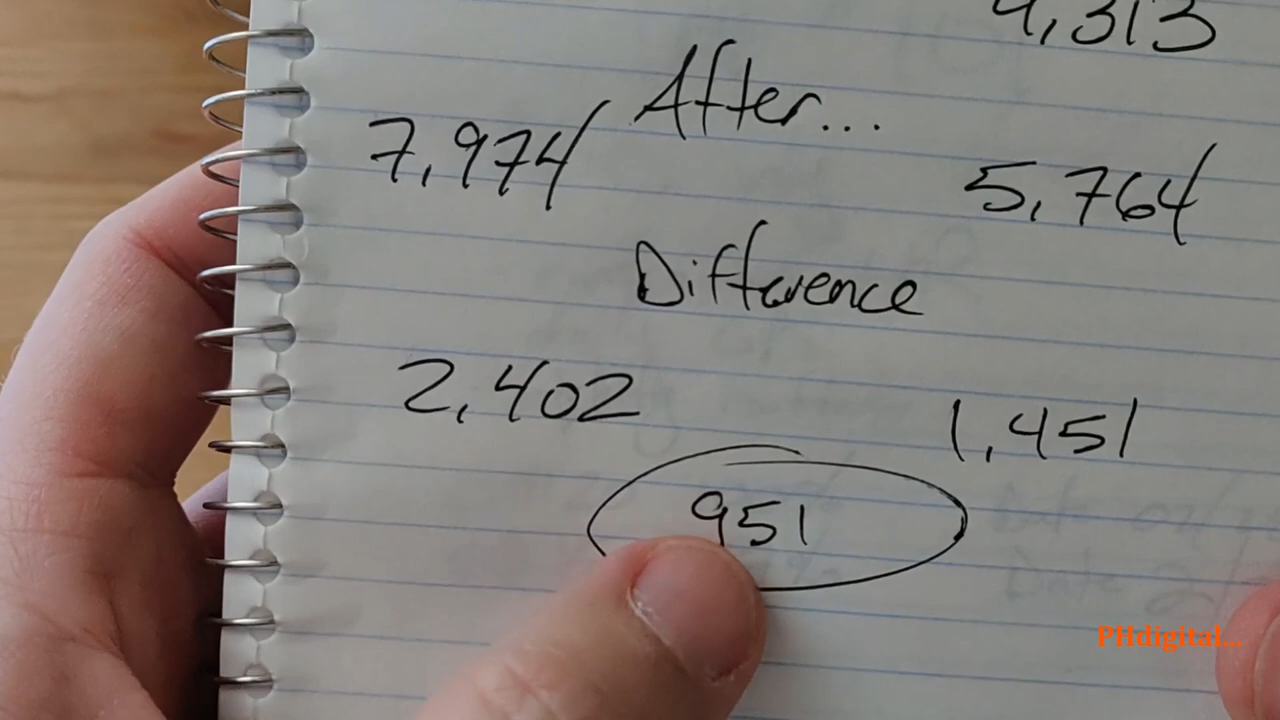 4,313
After...
7,974
5,764
Difference
2,402
1,451
951
PHdigital...